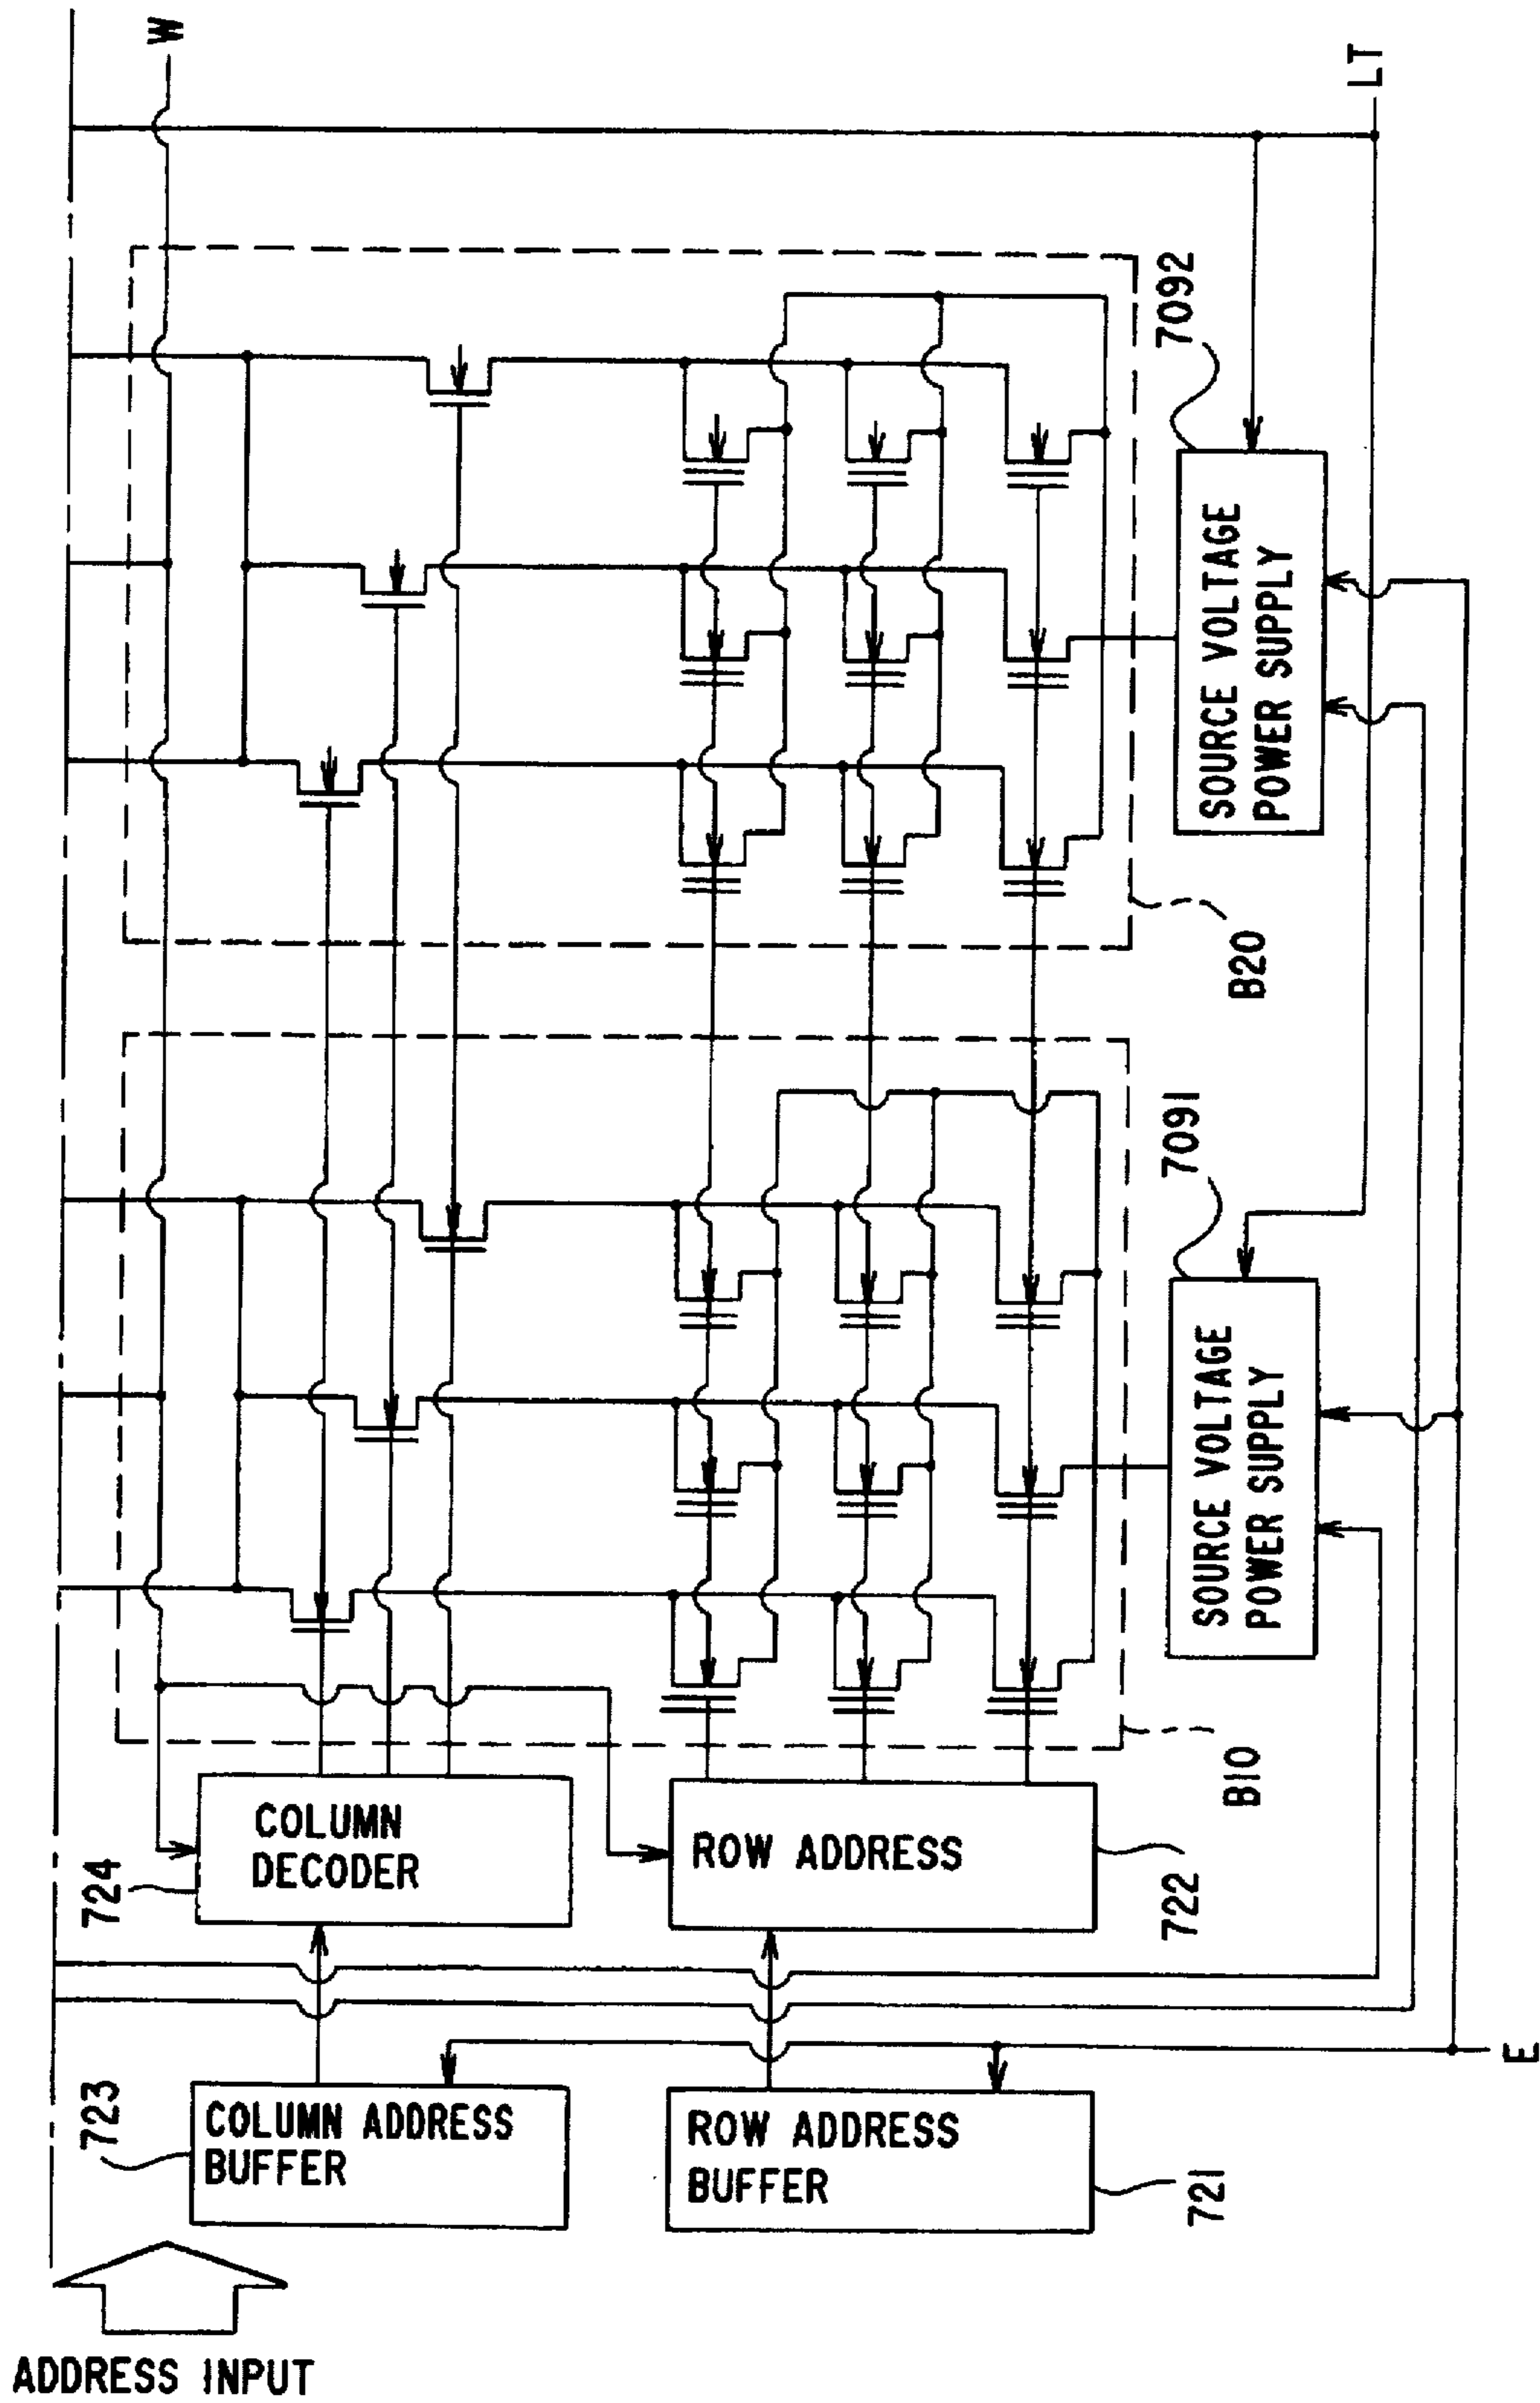 W
LT
7092
SOURCE VOLTAGE
POWER SUPPLY
B20
7091
SOURCE VOLTAGE
POWER SUPPLY
B10
724
COLUMN
DECODER
ROW ADDRESS
722
723
COLUMN ADDRESS
BUFFER
ROW ADDRESS
BUFFER
721
E
ADDRESS INPUT